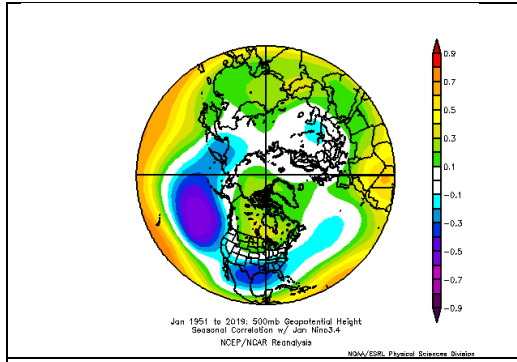 0.9
0.7
0.5
0.3
0.1
-0.1
-0.3
-0.5
-0.7
-0.9
Jan 1951 to 2019: 500mb Geopotential Height
Seasonal Correlation w/ Jan Nino3.4
NCEP/NCAR Reanalysis
NOAA/ESRL Physical Sciences Division